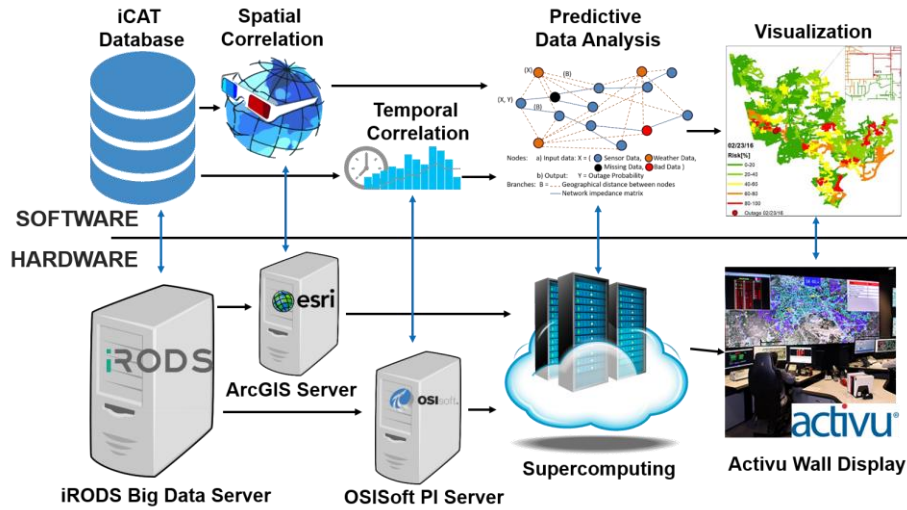 iCAT
Database
Spatial
Correlation
Predictive
Data Analysis
Visualization
Temporal
Correlation
(X)
(B)
(X, Y)
(B)
Nodes: a) Input data: X = { Sensor Data, Weather Data,
Missing Data, Bad Data }
b) Output: Y = Outage Probability
Branches: B = . . . . Geographical distance between nodes
Network impedance matrix
02/23/16
Risk[%]
0-20
20-40
40-60
60-80
80-100
Outage 02/23/16
SOFTWARE
HARDWARE
esri
iRODS
ArcGIS Server
OSIsoft.
activu®
iRODS Big Data Server
OSISoft PI Server
Supercomputing
Activu Wall Display